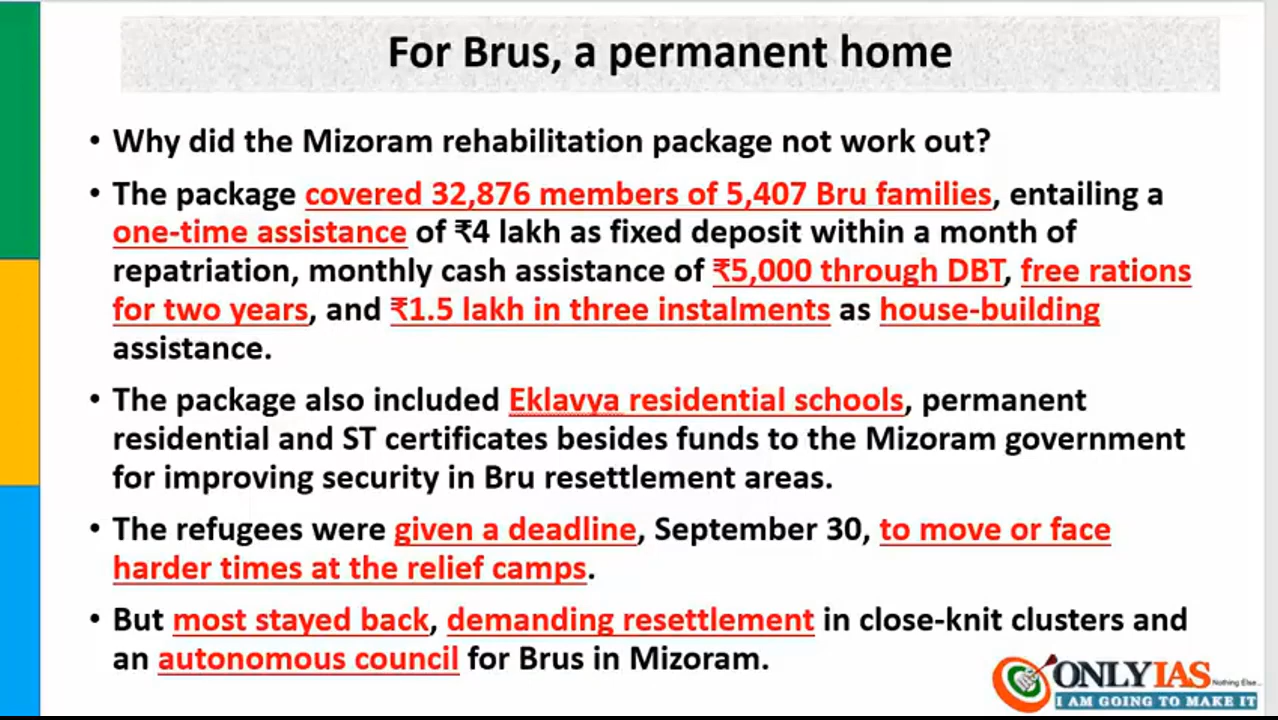 For Brus, a permanent home
• Why did the Mizoram rehabilitation package not work out?
• The package covered 32,876 members of 5,407 Bru families, entailing a
one-time assistance of ₹4 lakh as fixed deposit within a month of
repatriation, monthly cash assistance of ₹5,000 through DBT, free rations
for two years, and ₹1.5 lakh in three instalments as house-building
assistance.
• The package also included Eklavya residential schools, permanent
residential and ST certificates besides funds to the Mizoram government
for improving security in Bru resettlement areas.
• The refugees were given a deadline, September 30, to move or face
harder times at the relief camps.
• But most stayed back, demanding resettlement in close-knit clusters and
an autonomous council for Brus in Mizoram.
ONLY IAS Nothing Else...
I AM GOING TO MAKE IT